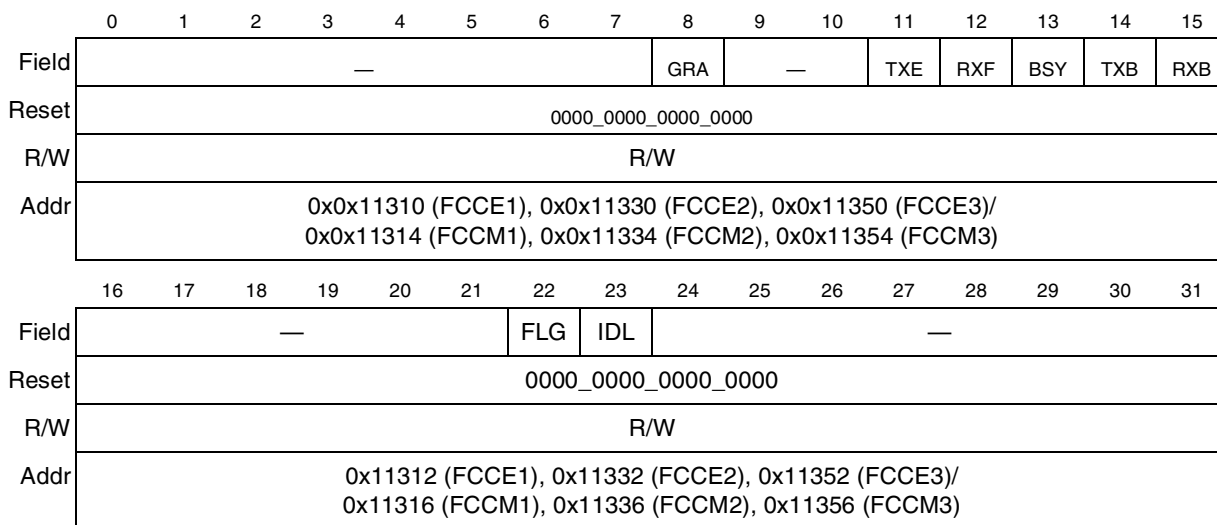 0 1 2 3 4 5 6 7 8 9 10 11 12 13 14 15
Field — GRA — TXE RXF BSY TXB RXB
Reset 0000_0000_0000_0000
R/W R/W
Addr 0x0x11310 (FCCE1), 0x0x11330 (FCCE2), 0x0x11350 (FCCE3)/
0x0x11314 (FCCM1), 0x0x11334 (FCCM2), 0x0x11354 (FCCM3)
16 17 18 19 20 21 22 23 24 25 26 27 28 29 30 31
Field — FLG IDL —
Reset 0000_0000_0000_0000
R/W R/W
Addr 0x11312 (FCCE1), 0x11332 (FCCE2), 0x11352 (FCCE3)/
0x11316 (FCCM1), 0x11336 (FCCM2), 0x11356 (FCCM3)